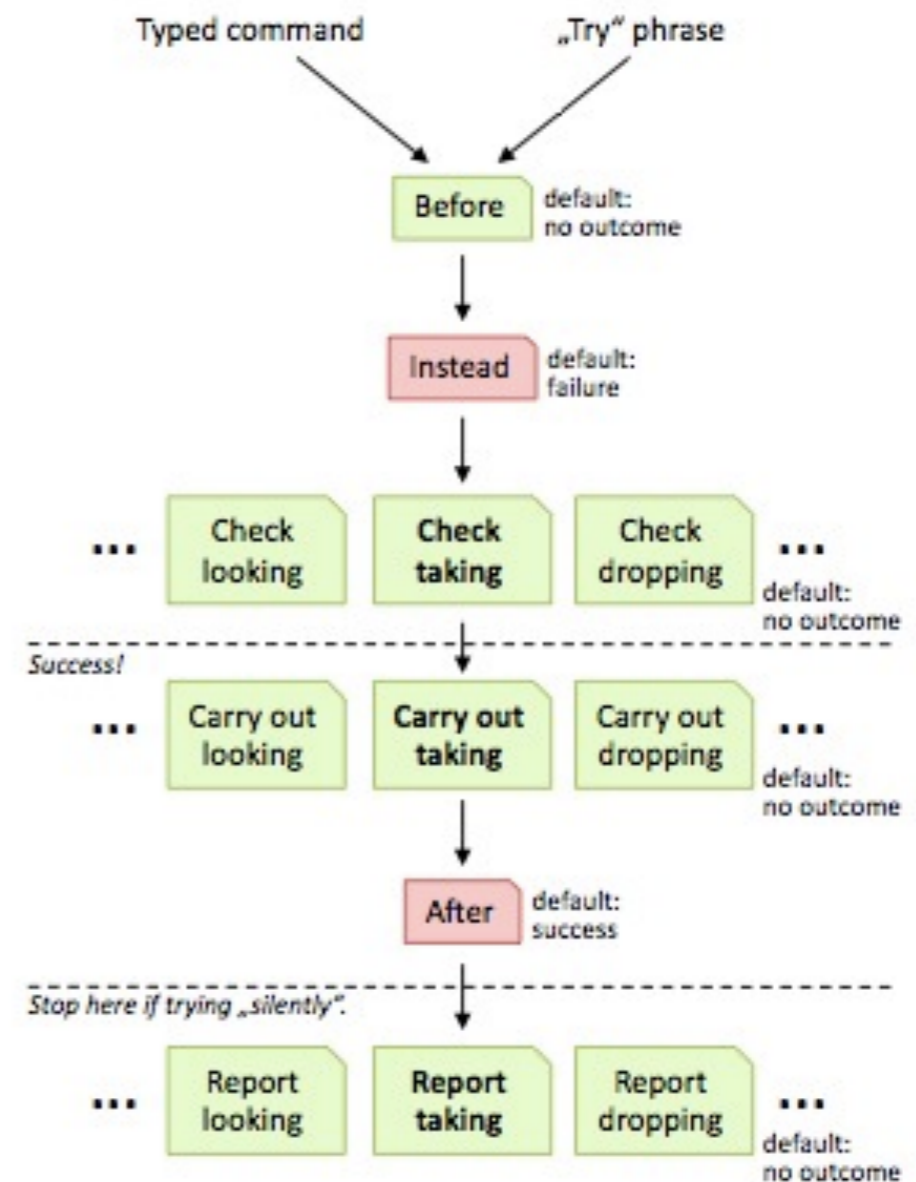 Typed command
„Try“ phrase
Before
default:
no outcome
Instead
default:
failure
... Check looking
Check taking
Check dropping ...
default:
no outcome
Success!
... Carry out looking
Carry out taking
Carry out dropping ...
default:
no outcome
After
default:
success
Stop here if trying „silently“.
... Report looking
Report taking
Report dropping ...
default:
no outcome